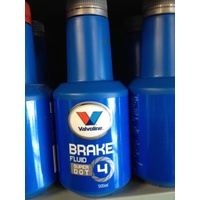 Valvoline
BRAKE
FLUID
SUPER
DOT
4
500ml